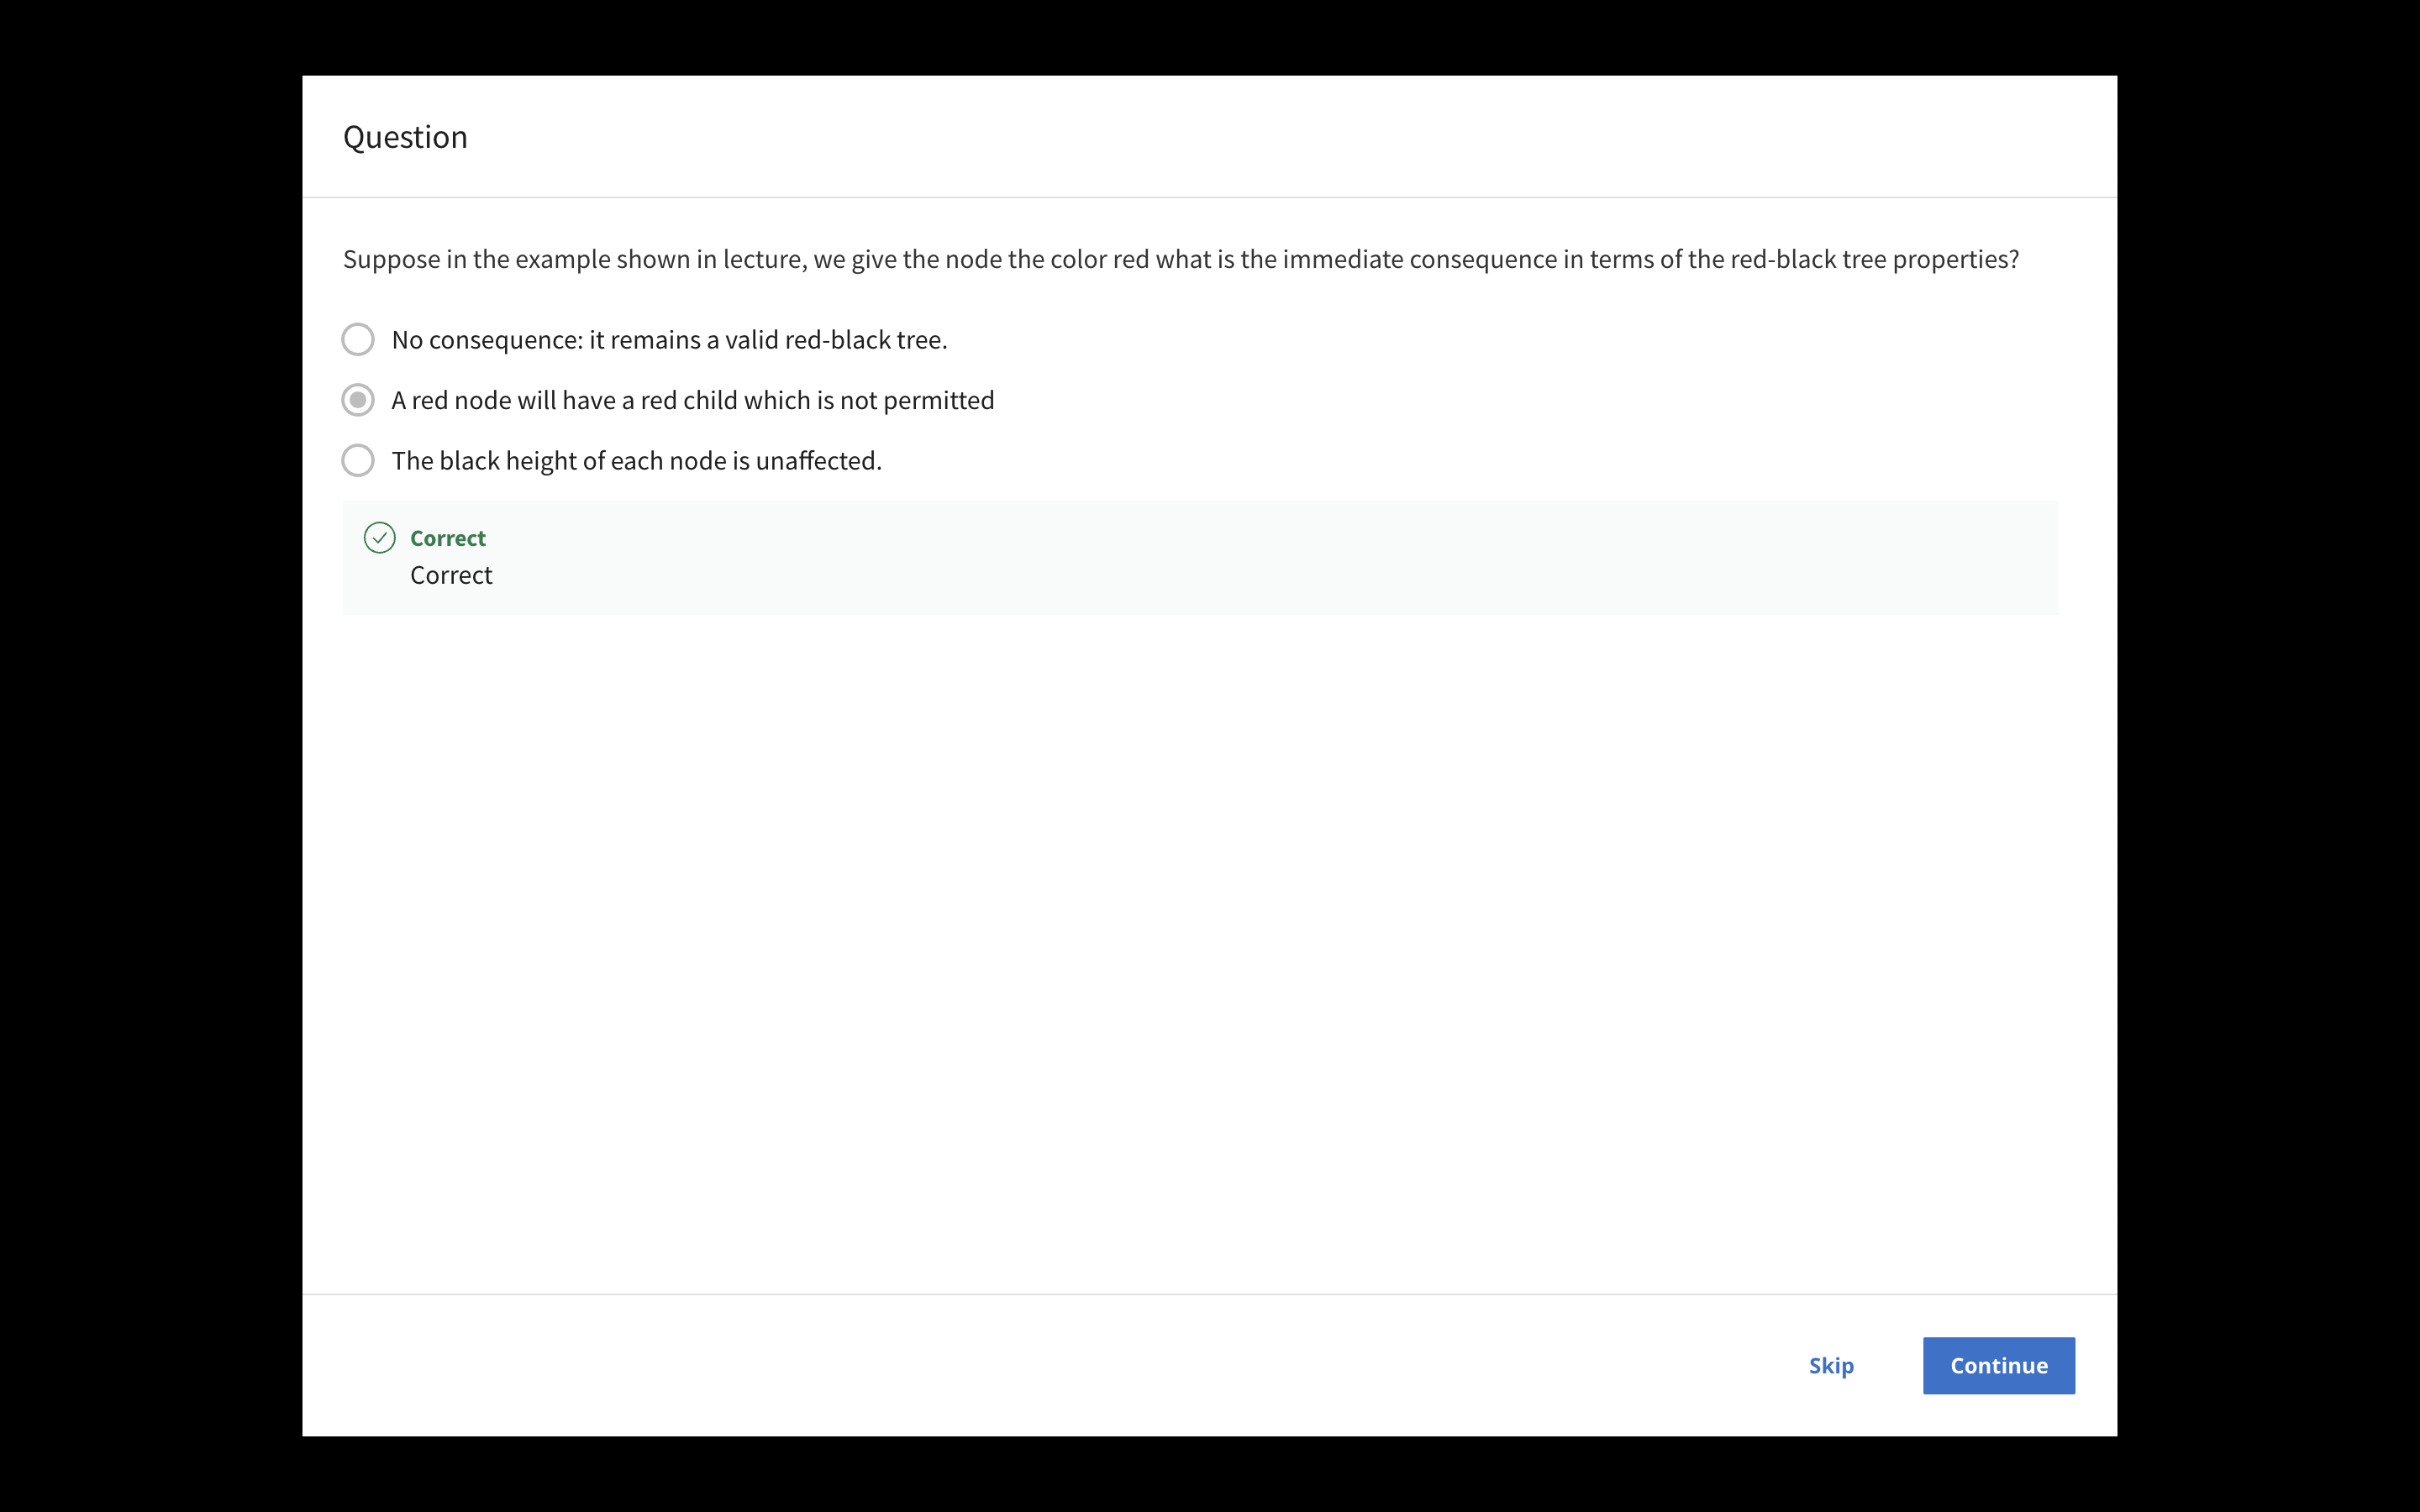 Question
Suppose in the example shown in lecture, we give the node the color red what is the immediate consequence in terms of the red-black tree properties?
No consequence: it remains a valid red-black tree.
A red node will have a red child which is not permitted
The black height of each node is unaffected.
Correct
Correct
Skip
Continue